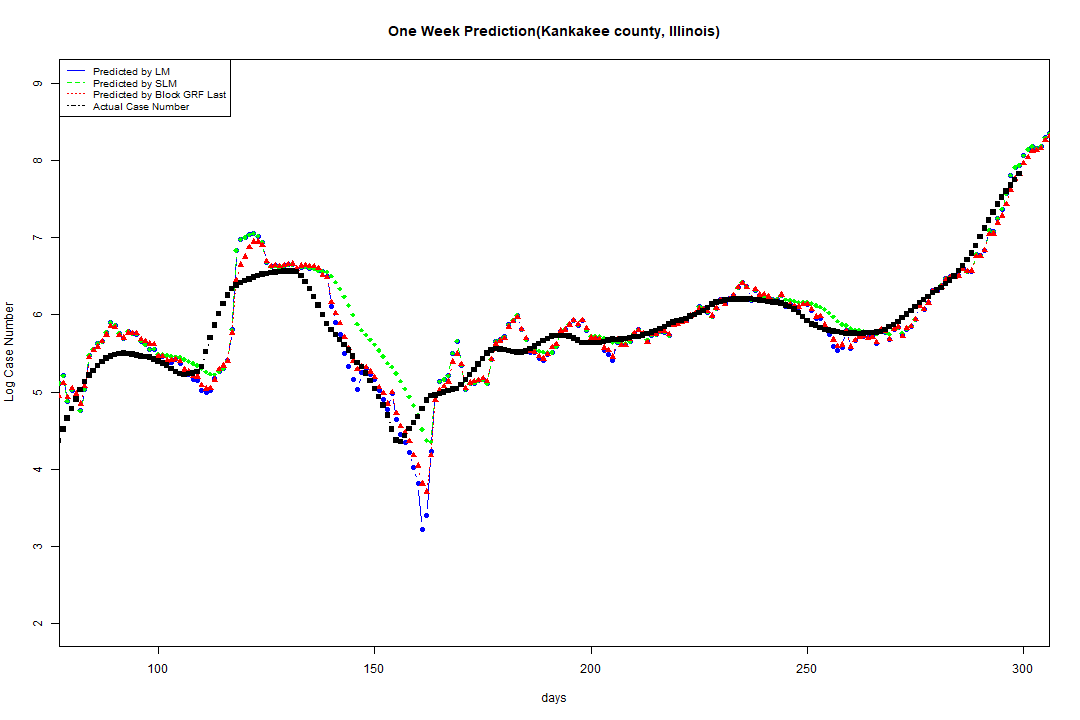 One Week Prediction(Kankakee county, Illinois)
Predicted by LM
Predicted by SLM
Predicted by Block GRF Last
Actual Case Number
9
8
7
6
5
4
3
2
Log Case Number
100 150 200 250 300
days